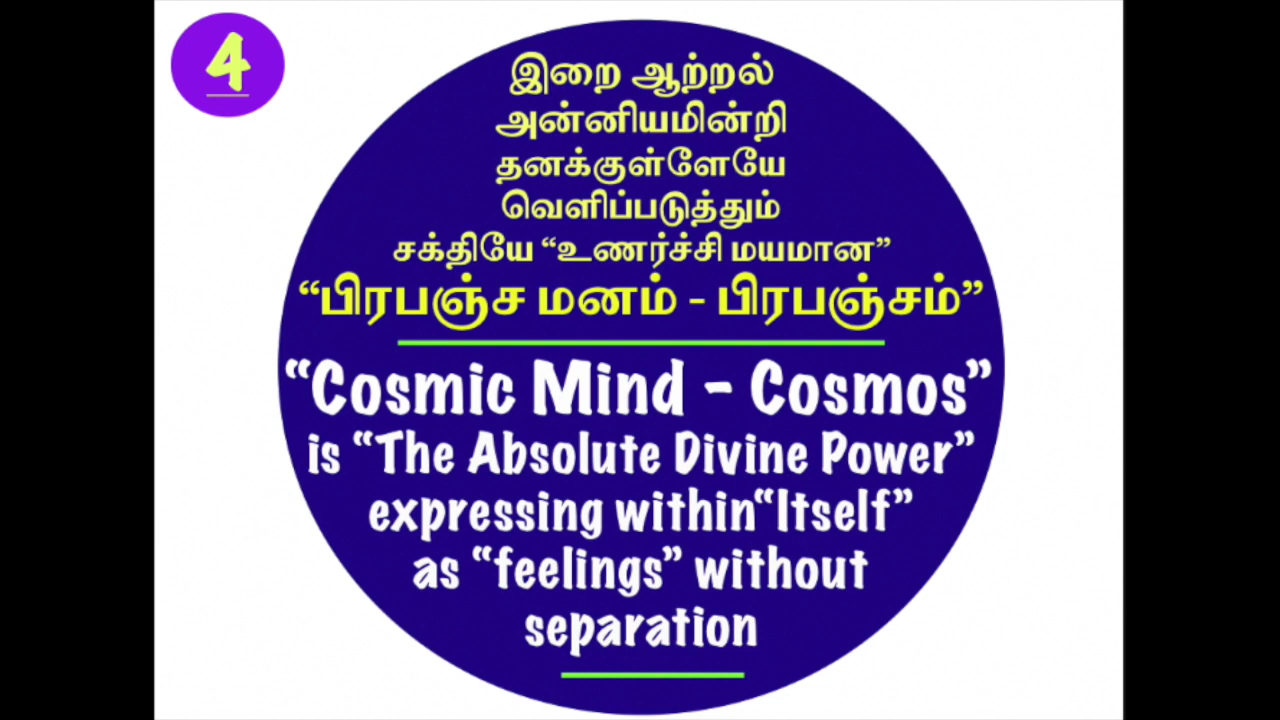 4
இறை ஆற்றல்
அன்னியமின்றி
தனக்குள்ளேயே
வெளிப்படுத்தும்
சக்தியே “உணர்ச்சி மயமான”
“பிரபஞ்ச மனம் - பிரபஞ்சம்”
“Cosmic Mind - Cosmos”
is “The Absolute Divine Power”
expressing within“Itself”
as “feelings” without
separation